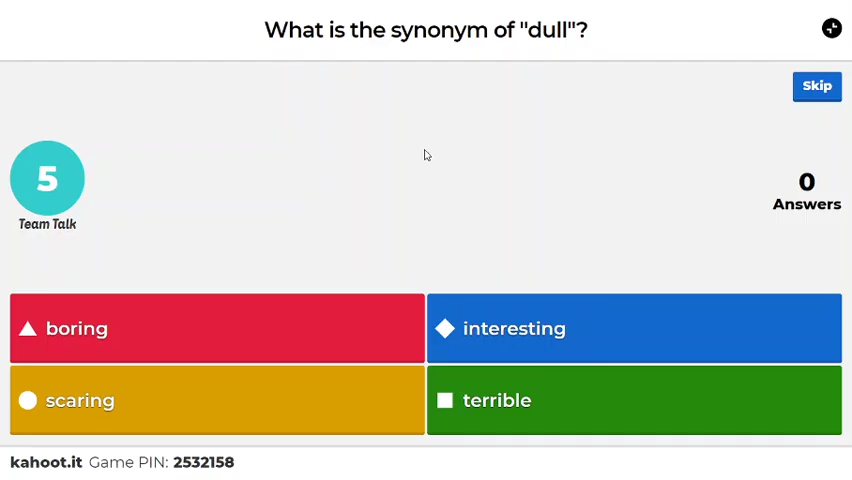 What is the synonym of "dull"?
Skip
5
Team Talk
0
Answers
boring
interesting
scaring
terrible
kahoot.it Game PIN: 2532158